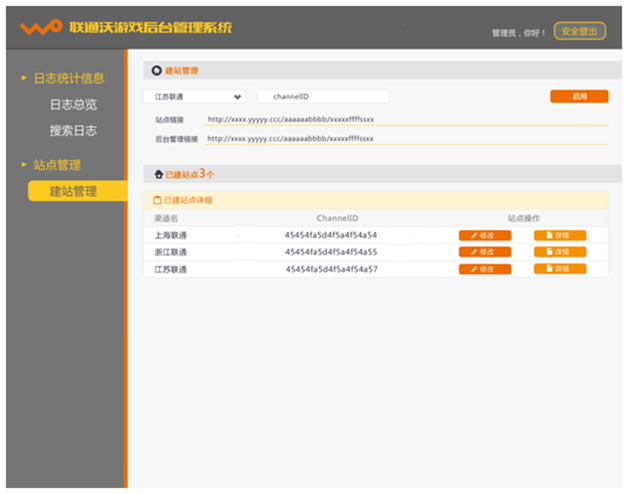 联通沃游戏后台管理系统
管理员，你好！ 安全登出
日志统计信息
日志总览
搜索日志
站点管理
建站管理
建站管理
江苏联通 channelID 启用
站点链接 http://xxxx.yyyyy.ccc/aaaaaabbbb/xxxxxffffssxx
后台管理链接 http://xxxx.yyyyy.ccc/aaaaaabbbb/xxxxxffffssxx
已建站点3个
已建站点详细
渠道名 ChannelID 站点操作
上海联通 45454fa5d4f5a4f54a54 修改 详情
浙江联通 45454fa5d4f5a4f54a55 修改 详情
江苏联通 45454fa5d4f5a4f54a57 修改 详情